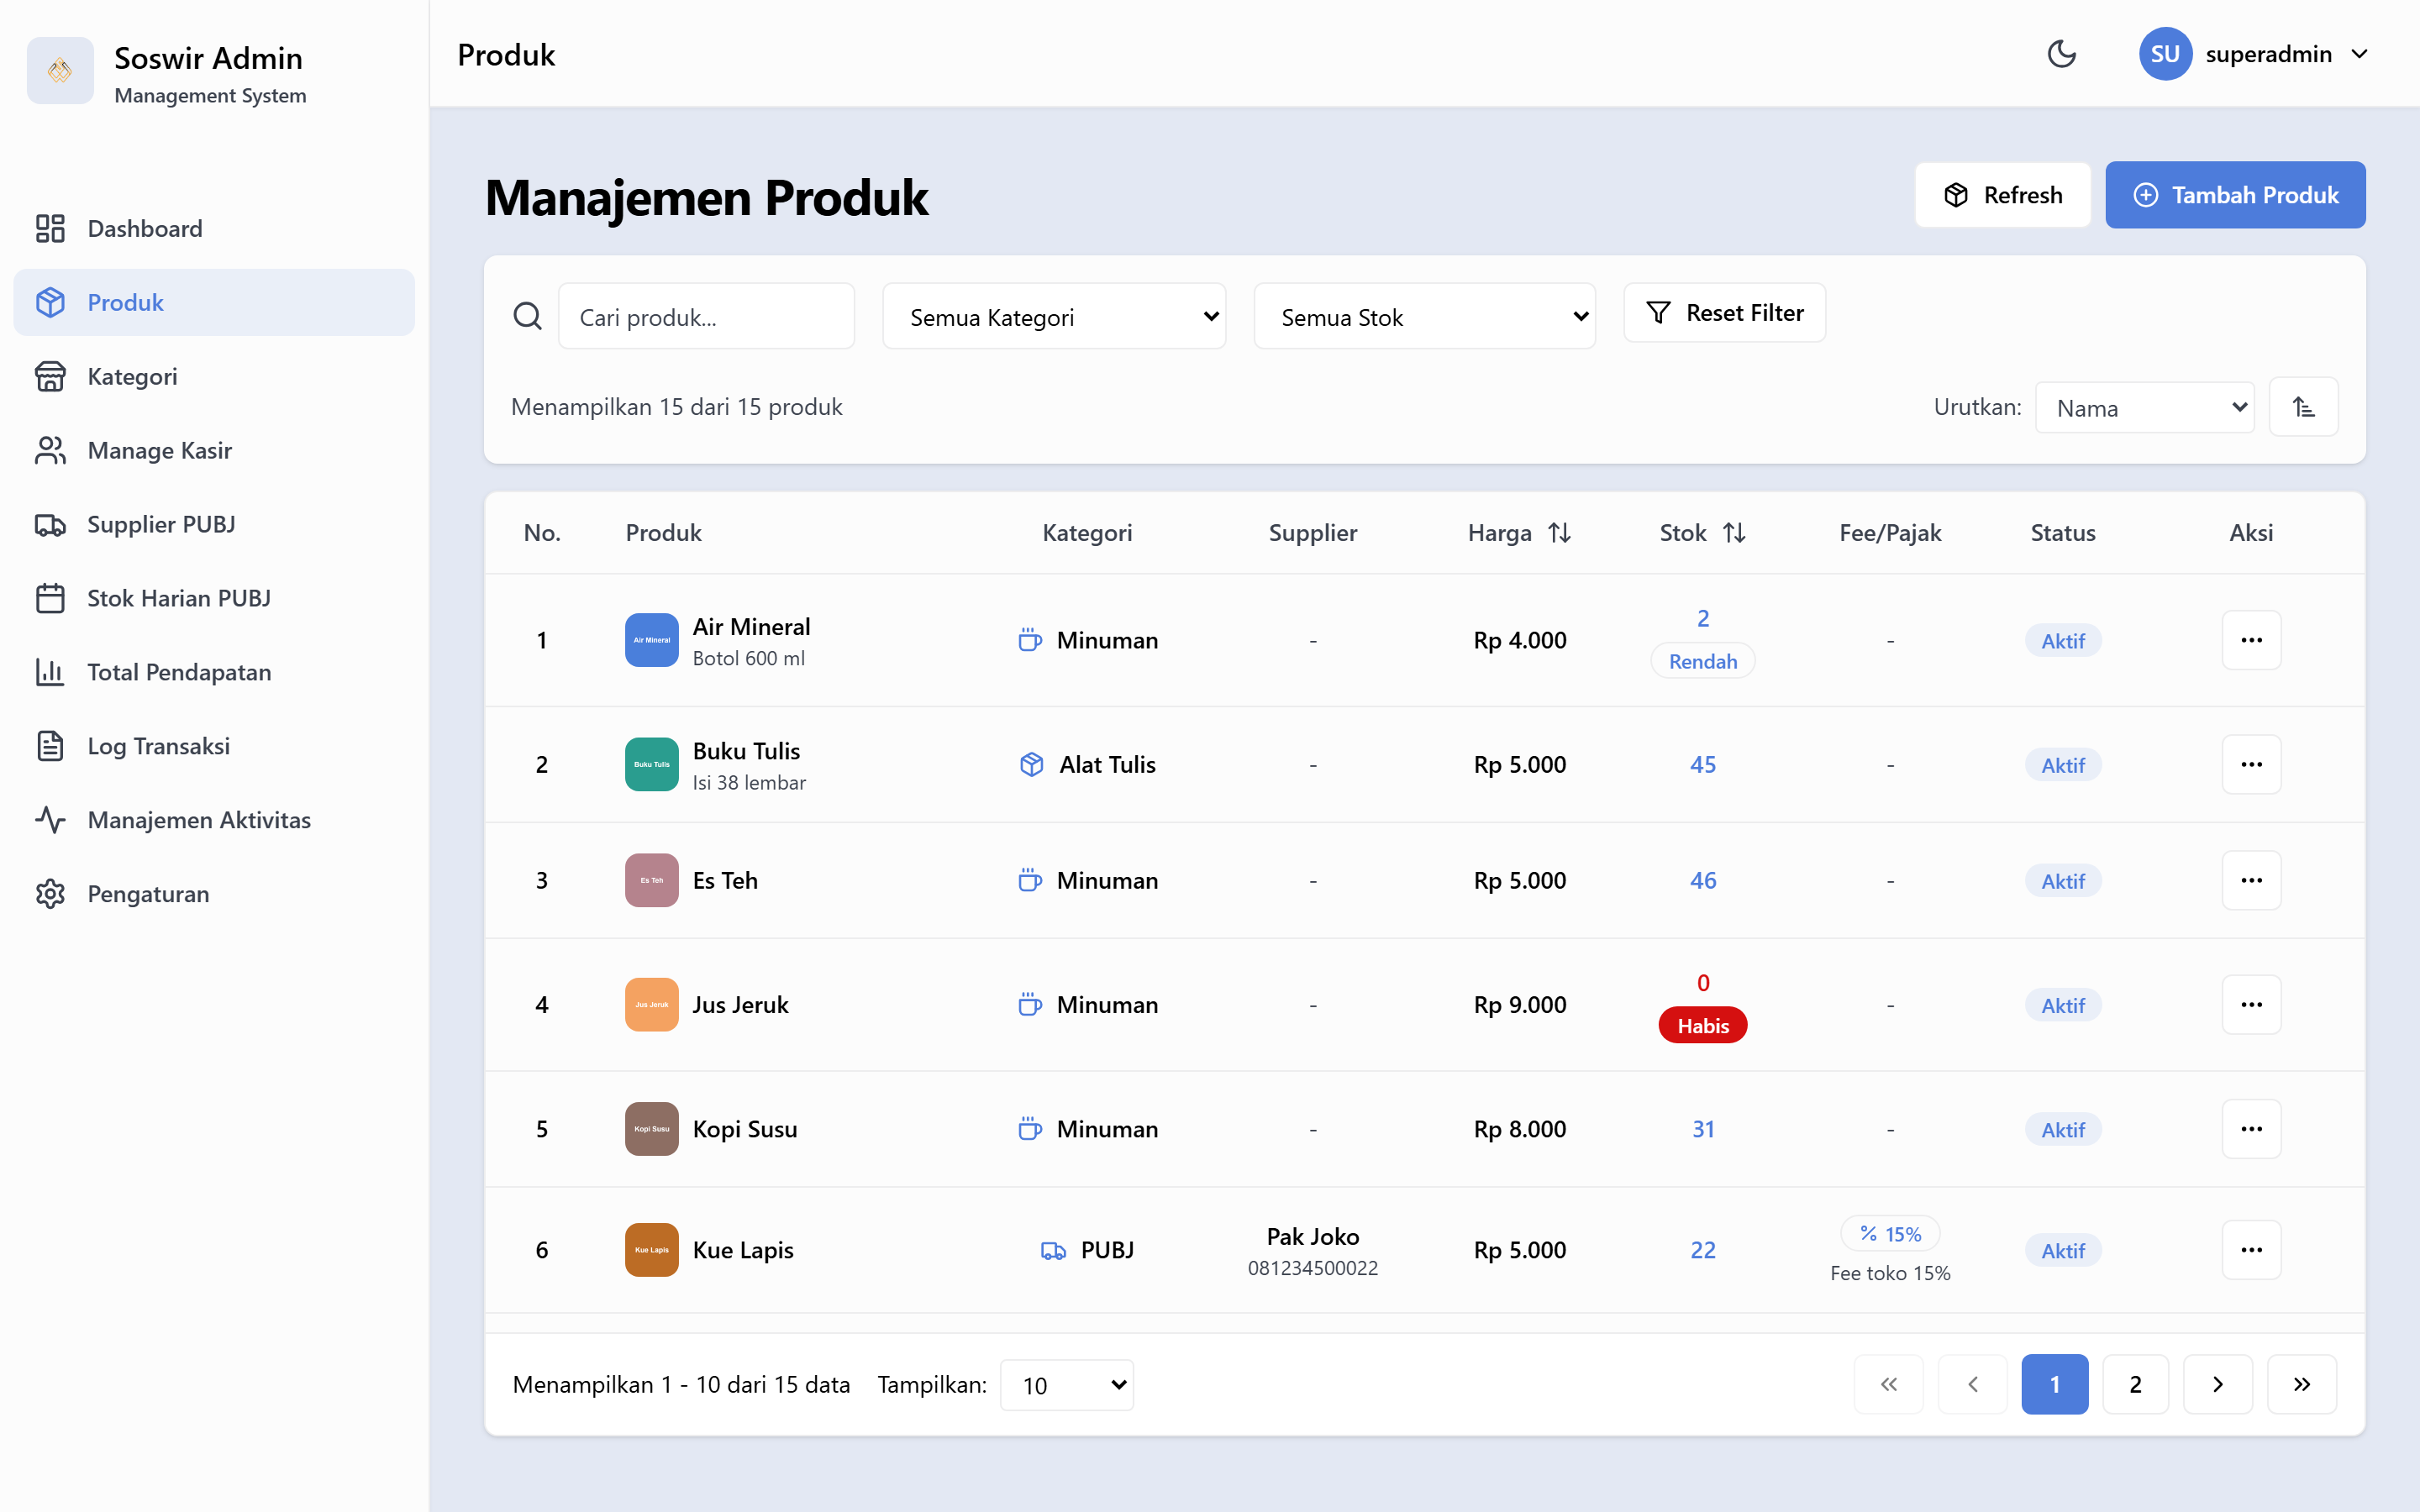 Soswir Admin
Management System
Dashboard
Produk
Kategori
Manage Kasir
Supplier PUBJ
Stok Harian PUBJ
Total Pendapatan
Log Transaksi
Manajemen Aktivitas
Pengaturan
Produk
SU superadmin
Manajemen Produk
Refresh
Tambah Produk
Cari produk...
Semua Kategori
Semua Stok
Reset Filter
Menampilkan 15 dari 15 produk
Urutkan: Nama
No. Produk Kategori Supplier Harga Stok Fee/Pajak Status Aksi
1 Air Mineral Air Mineral Minuman - Rp 4.000 2 - Aktif
Botol 600 ml Rendah
2 Buku Tulis Buku Tulis Alat Tulis - Rp 5.000 45 - Aktif
Isi 38 lembar
3 Es Teh Es Teh Minuman - Rp 5.000 46 - Aktif
4 Jus Jeruk Jus Jeruk Minuman - Rp 9.000 0 - Aktif
Habis
5 Kopi Susu Kopi Susu Minuman - Rp 8.000 31 - Aktif
6 Kue Lapis Kue Lapis PUBJ Pak Joko Rp 5.000 22 % 15% Aktif
081234500022 Fee toko 15%
Menampilkan 1 - 10 dari 15 data Tampilkan: 10
« ‹ 1 2 › »